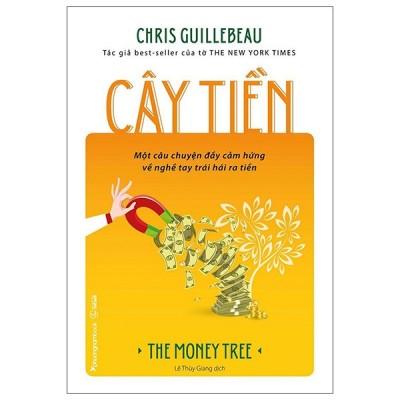 CHRIS GUILLEBEAU
Tác giả best-seller của tờ THE NEW YORK TIMES
CÂY TIỀN
Một câu chuyện đầy cảm hứng
về nghề tay trái hái ra tiền
THE MONEY TREE
Lê Thùy Giang dịch
phuongnambook